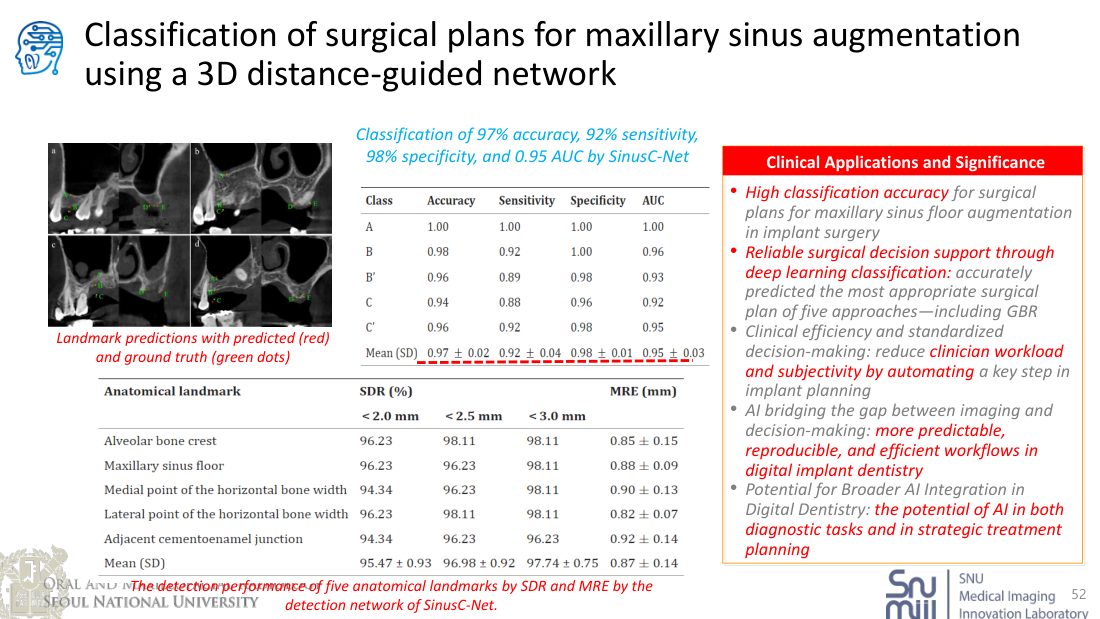 Classification of surgical plans for maxillary sinus augmentation
using a 3D distance-guided network
Classification of 97% accuracy, 92% sensitivity,
98% specificity, and 0.95 AUC by SinusC-Net
a
b
c
d
Landmark predictions with predicted (red)
and ground truth (green dots)
Class Accuracy Sensitivity Specificity AUC
A 1.00 1.00 1.00 1.00
B 0.98 0.92 1.00 0.96
B′ 0.96 0.89 0.98 0.93
C 0.94 0.88 0.96 0.92
C′ 0.96 0.92 0.98 0.95
Mean (SD) 0.97 ± 0.02 0.92 ± 0.04 0.98 ± 0.01 0.95 ± 0.03
Anatomical landmark SDR (%) MRE (mm)
< 2.0 mm < 2.5 mm < 3.0 mm
Alveolar bone crest 96.23 98.11 98.11 0.85 ± 0.15
Maxillary sinus floor 96.23 96.23 98.11 0.88 ± 0.09
Medial point of the horizontal bone width 94.34 96.23 98.11 0.90 ± 0.13
Lateral point of the horizontal bone width 96.23 98.11 98.11 0.82 ± 0.07
Adjacent cementoenamel junction 94.34 96.23 96.23 0.92 ± 0.14
Mean (SD) 95.47 ± 0.93 96.98 ± 0.92 97.74 ± 0.75 0.87 ± 0.14
The detection performance of five anatomical landmarks by SDR and MRE by the
detection network of SinusC-Net.
Clinical Applications and Significance
• High classification accuracy for surgical
plans for maxillary sinus floor augmentation
in implant surgery
• Reliable surgical decision support through
deep learning classification: accurately
predicted the most appropriate surgical
plan of five approaches—including GBR
• Clinical efficiency and standardized
decision-making: reduce clinician workload
and subjectivity by automating a key step in
implant planning
• AI bridging the gap between imaging and
decision-making: more predictable,
reproducible, and efficient workflows in
digital implant dentistry
• Potential for Broader AI Integration in
Digital Dentistry: the potential of AI in both
diagnostic tasks and in strategic treatment
planning
ORAL AND
SEOUL NATIONAL UNIVERSITY
SNU
Medical Imaging
Innovation Laboratory
52